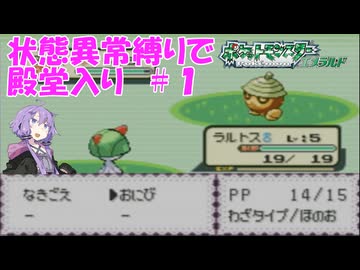 状態異常縛りで
殿堂入り ＃１
ポケットモンスター
エメラルド
ラルトス♂ Lv:5
19/ 19
なきごえ ▶おにび
PP 14/15
わざタイプ/ほのお
- -